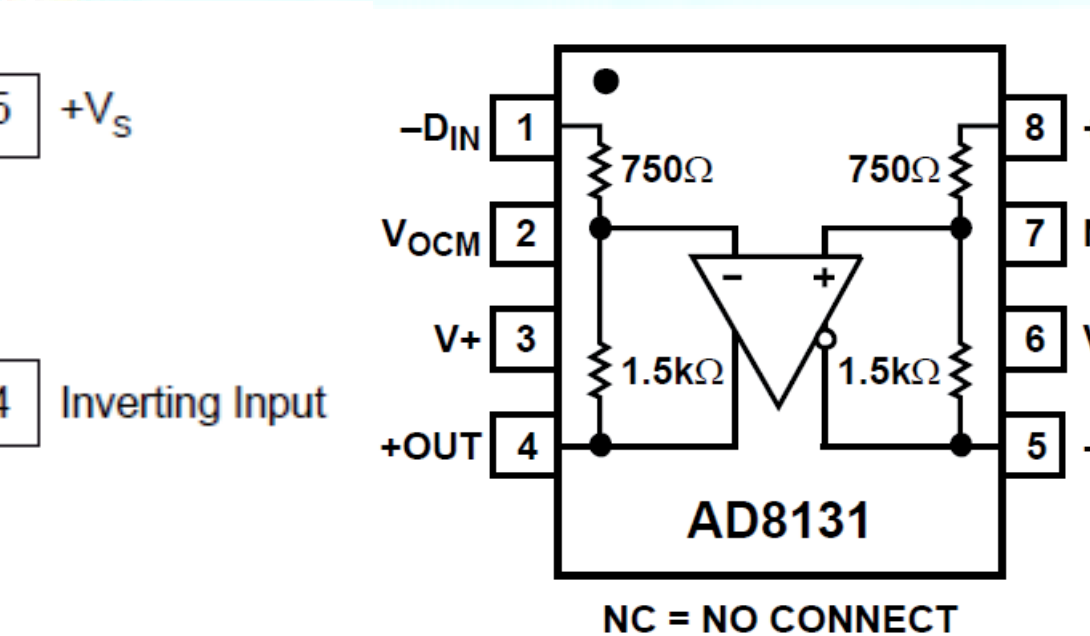 5 +VS
4 Inverting Input
–DIN 1
VOCM 2
V+ 3
+OUT 4
8
7
6
5
750Ω 750Ω
– +
1.5kΩ 1.5kΩ
AD8131
NC = NO CONNECT